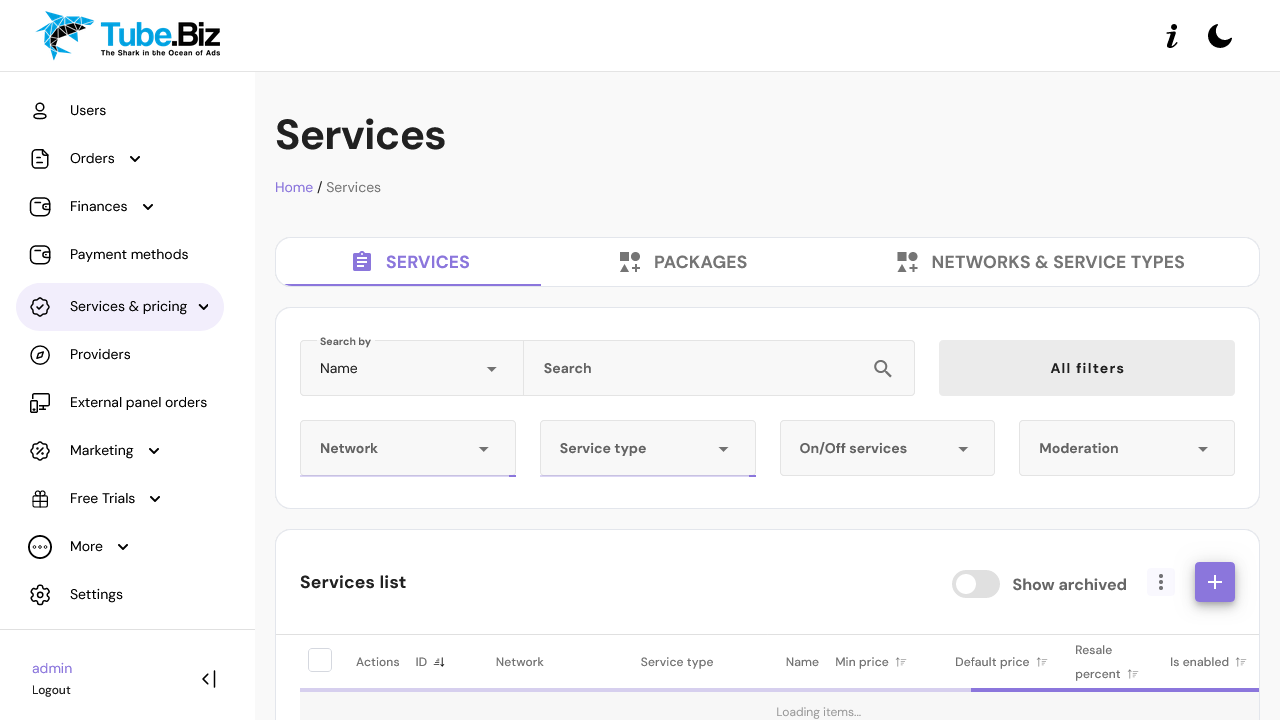 Tube.Biz
The Shark in the Ocean of Ads
Users
Orders
Finances
Payment methods
Services & pricing
Providers
External panel orders
Marketing
Free Trials
More
Settings
admin
Logout
Services
Home / Services
SERVICES
PACKAGES
NETWORKS & SERVICE TYPES
Search by
Name
Search
All filters
Network
Service type
On/Off services
Moderation
Services list
Show archived
Actions
ID
Network
Service type
Name
Min price
Default price
Resale
percent
Is enabled
Loading items...